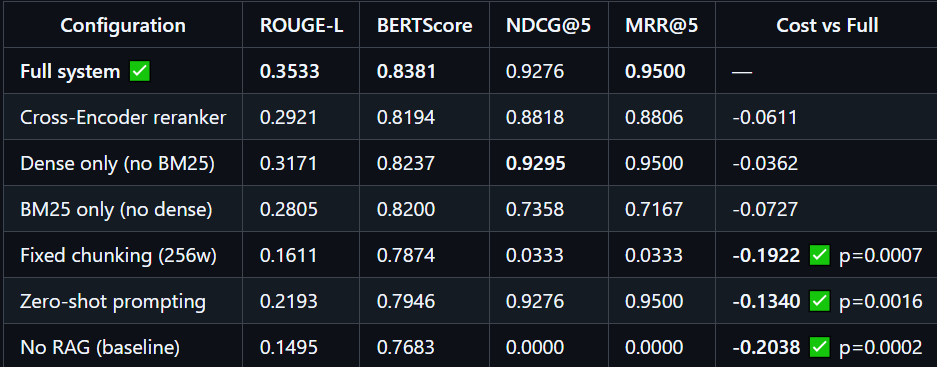 Configuration ROUGE-L BERTScore NDCG@5 MRR@5 Cost vs Full
Full system ✅ 0.3533 0.8381 0.9276 0.9500 —
Cross-Encoder reranker 0.2921 0.8194 0.8818 0.8806 -0.0611
Dense only (no BM25) 0.3171 0.8237 0.9295 0.9500 -0.0362
BM25 only (no dense) 0.2805 0.8200 0.7358 0.7167 -0.0727
Fixed chunking (256w) 0.1611 0.7874 0.0333 0.0333 -0.1922 ✅ p=0.0007
Zero-shot prompting 0.2193 0.7946 0.9276 0.9500 -0.1340 ✅ p=0.0016
No RAG (baseline) 0.1495 0.7683 0.0000 0.0000 -0.2038 ✅ p=0.0002